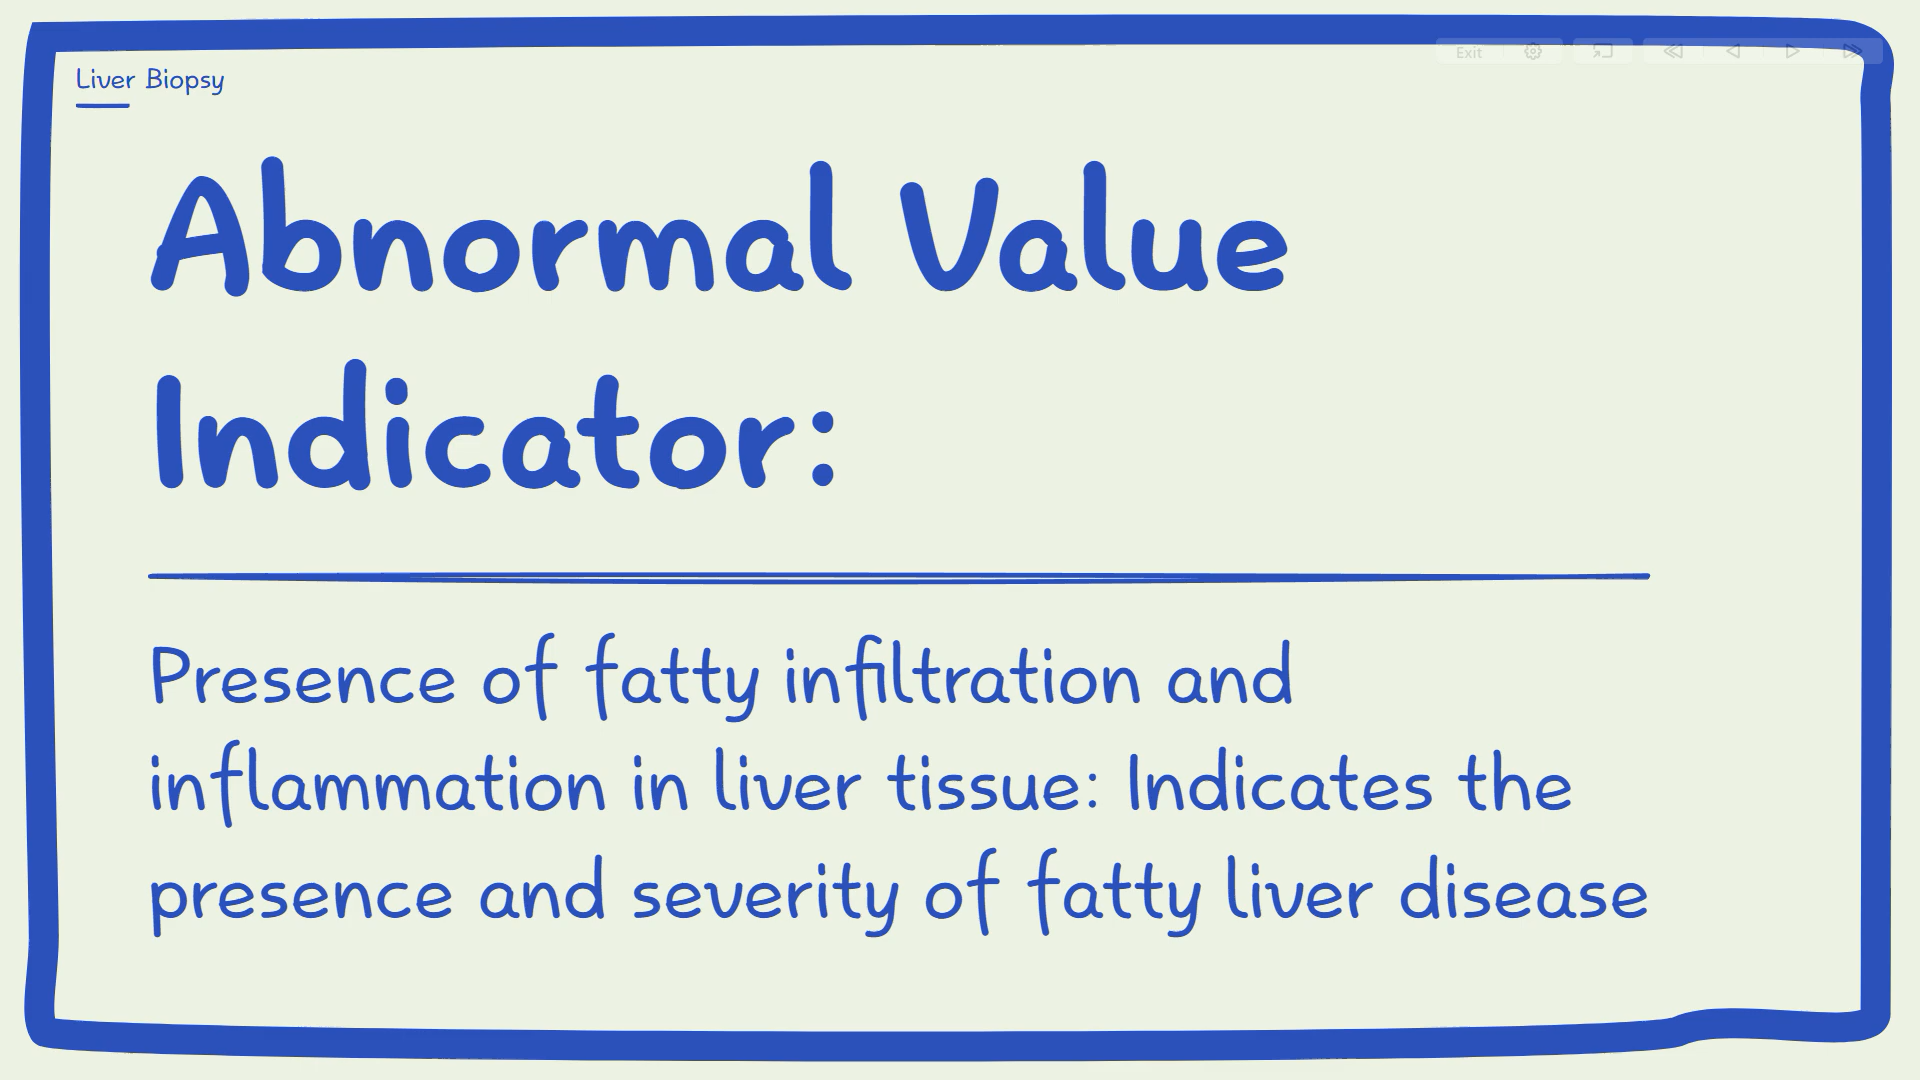 Exit
Liver Biopsy
Abnormal Value
Indicator:
Presence of fatty infiltration and
inflammation in liver tissue: Indicates the
presence and severity of fatty liver disease